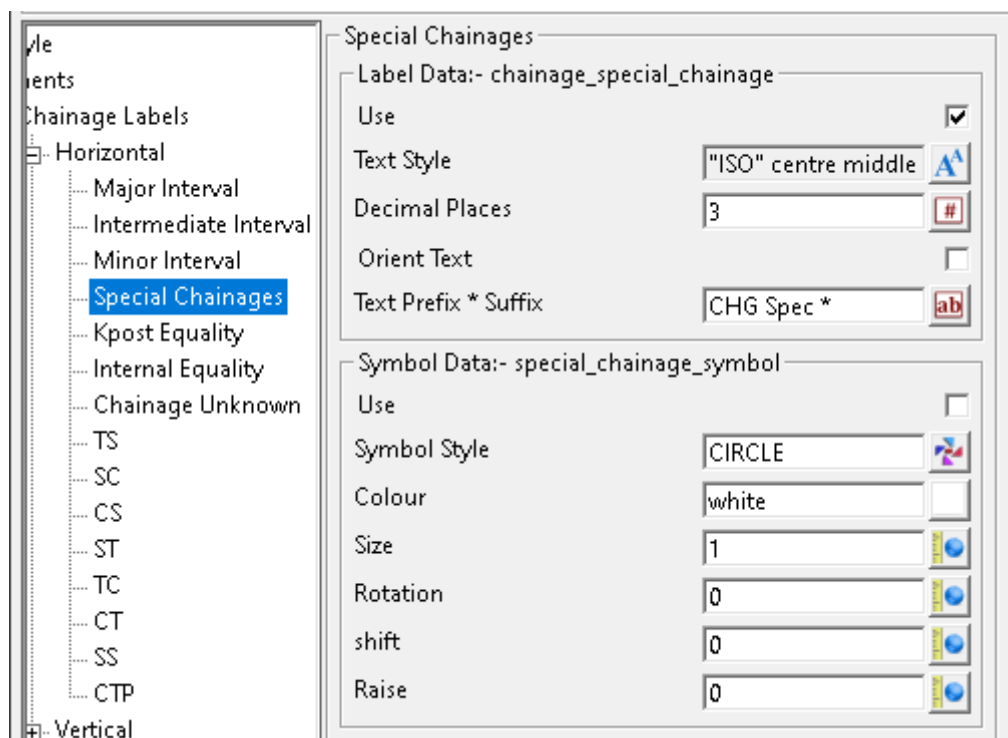 yle
ents
Chainage Labels
Horizontal
Major Interval
Intermediate Interval
Minor Interval
Special Chainages
Kpost Equality
Internal Equality
Chainage Unknown
TS
SC
CS
ST
TC
CT
SS
CTP
Vertical
Special Chainages
Label Data:- chainage_special_chainage
Use
Text Style "ISO" centre middle
Decimal Places 3
Orient Text
Text Prefix * Suffix CHG Spec *
Symbol Data:- special_chainage_symbol
Use
Symbol Style CIRCLE
Colour white
Size 1
Rotation 0
shift 0
Raise 0